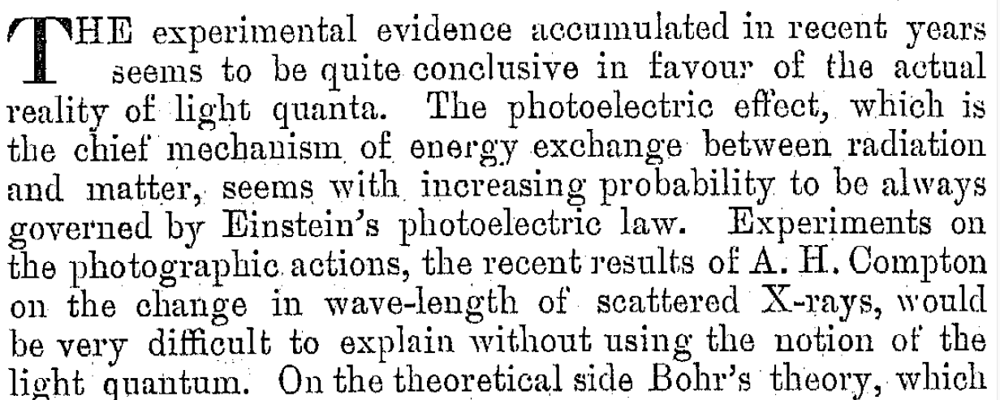 THE experimental evidence accumulated in recent years
seems to be quite conclusive in favour of the actual
reality of light quanta. The photoelectric effect, which is
the chief mechanism of energy exchange between radiation
and matter, seems with increasing probability to be always
governed by Einstein's photoelectric law. Experiments on
the photographic actions, the recent results of A. H. Compton
on the change in wave-length of scattered X-rays, would
be very difficult to explain without using the notion of the
light quantum. On the theoretical side Bohr's theory, which